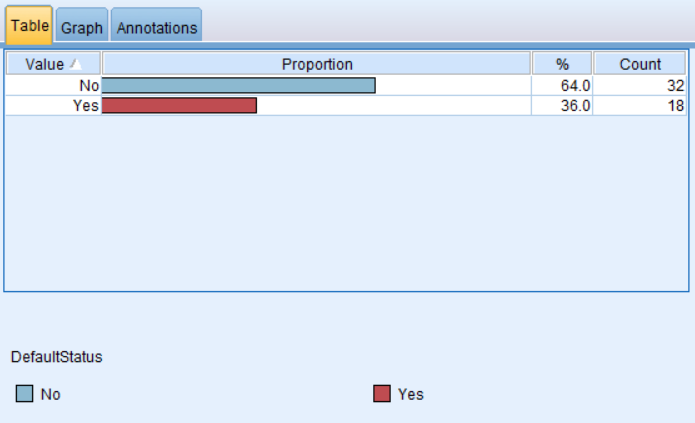 Table Graph Annotations
Value Proportion % Count
No 64.0 32
Yes 36.0 18
DefaultStatus
No Yes